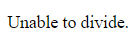 Unable to divide.